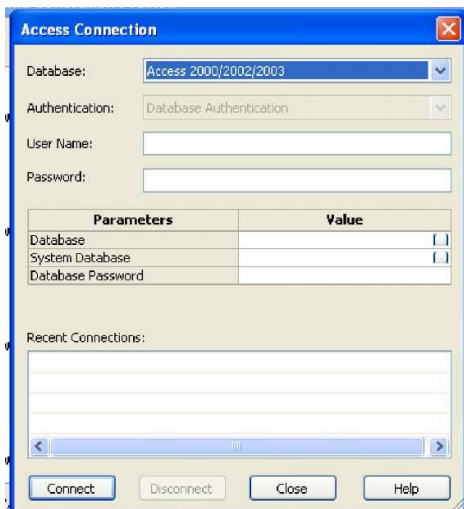 Access Connection
Database: Access 2000/2002/2003
Authentication: Database Authentication
User Name:
Password:
Parameters Value
Database
System Database
Database Password
Recent Connections:
Connect Disconnect Close Help